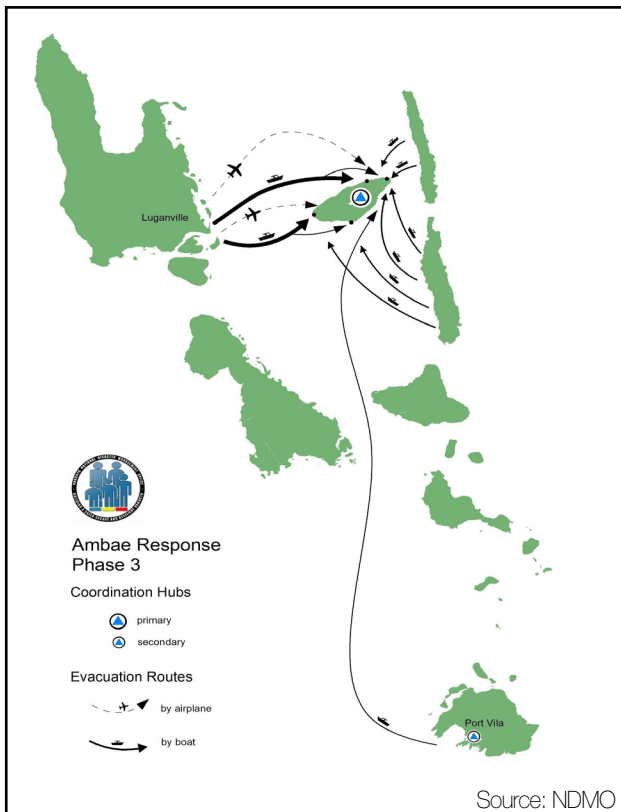 Luganville
Ambae Response
Phase 3
Coordination Hubs
primary
secondary
Evacuation Routes
by airplane
by boat
Port Vila
Source: NDMO